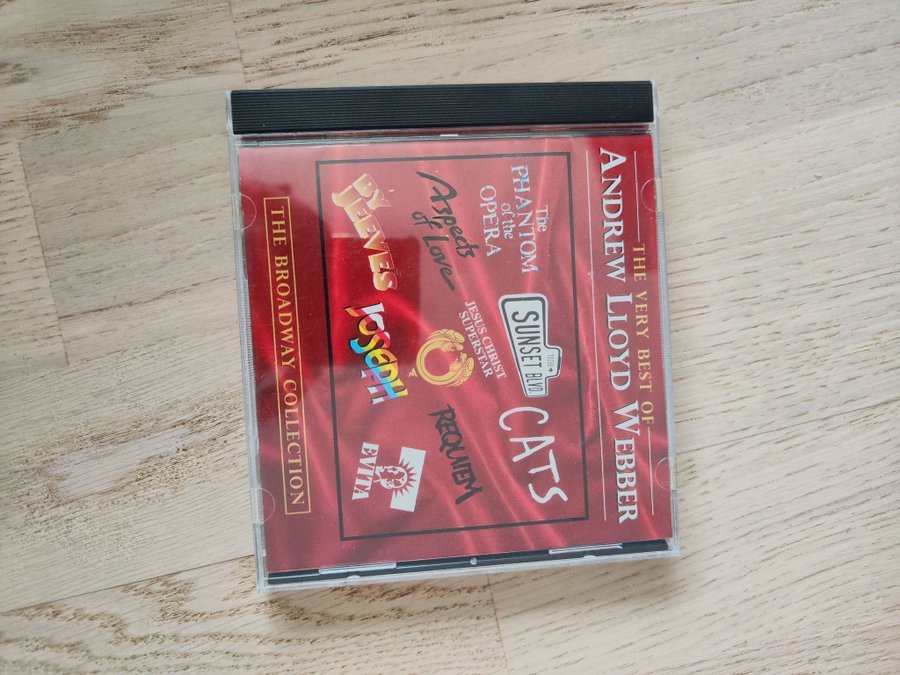 THE VERY BEST OF
ANDREW LLOYD WEBBER
The
PHANTOM
of the
OPERA
SUNSET BLVD
CATS
Aspects
of Love
JESUS CHRIST
SUPERSTAR
REQUIEM
BY
JEEVES
JOSEPH
EVITA
THE BROADWAY COLLECTION